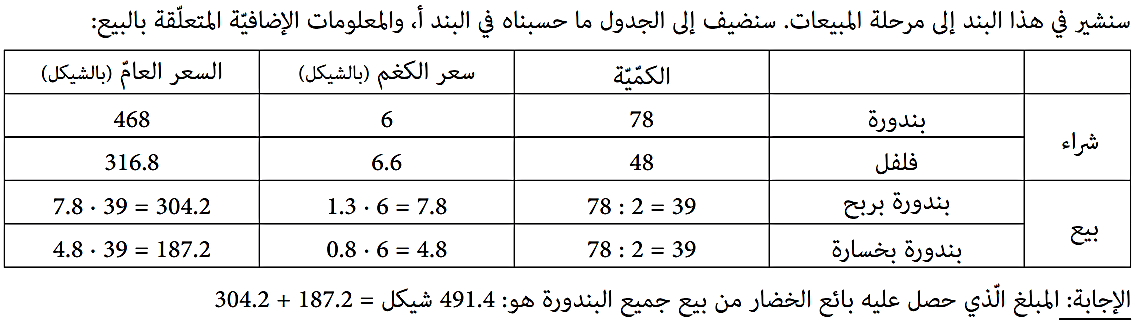 سنشير في هذا البند إلى مرحلة المبيعات. سنضيف إلى الجدول ما حسبناه في البند أ، والمعلومات الإضافيّة المتعلّقة بالبيع:
الكمّيّة سعر الكغم (بالشيكل) السعر العامّ (بالشيكل)
شراء بندورة 78 6 468
فلفل 48 6.6 316.8
بيع بندورة بربح 78 : 2 = 39 1.3 · 6 = 7.8 7.8 · 39 = 304.2
بندورة بخسارة 78 : 2 = 39 0.8 · 6 = 4.8 4.8 · 39 = 187.2
الإجابة: المبلغ الّذي حصل عليه بائع الخضار من بيع جميع البندورة هو: 491.4 شيكل = 187.2 + 304.2